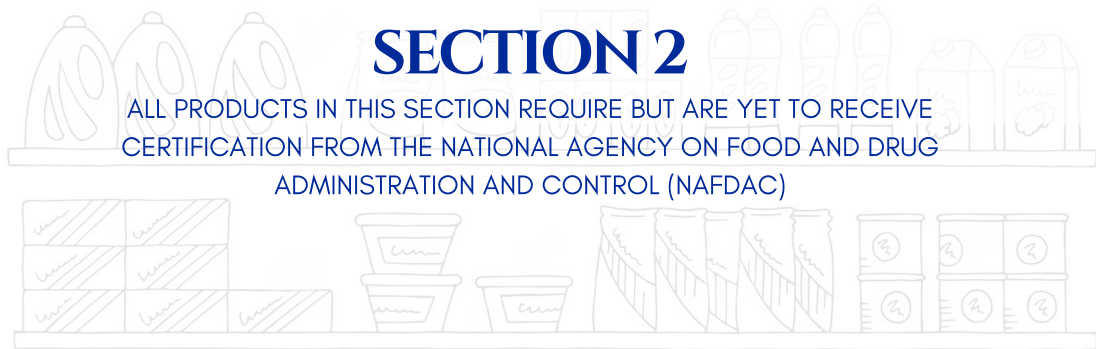 SECTION 2
ALL PRODUCTS IN THIS SECTION REQUIRE BUT ARE YET TO RECEIVE
CERTIFICATION FROM THE NATIONAL AGENCY ON FOOD AND DRUG
ADMINISTRATION AND CONTROL (NAFDAC)